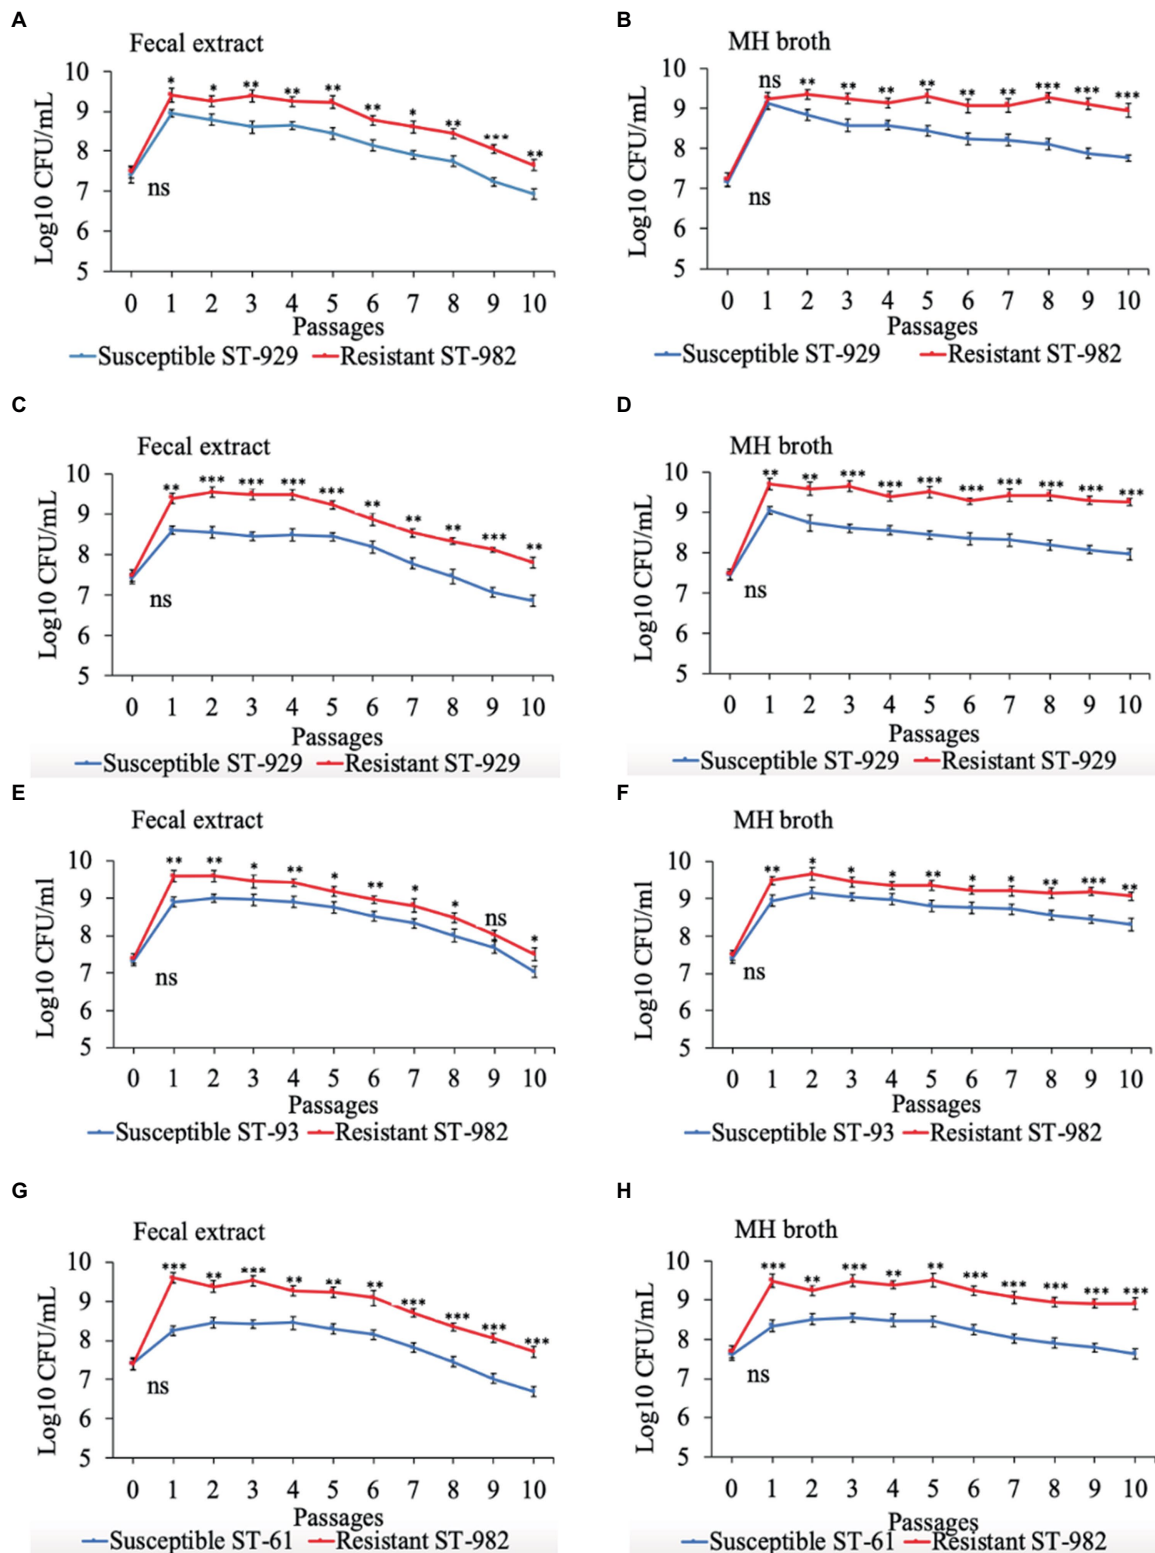 A
Fecal extract
Log10 CFU/mL
10
9
8
7
6
5
* * ** ** ** ** * ** *** **
ns
0 1 2 3 4 5 6 7 8 9 10
Passages
Susceptible ST-929 Resistant ST-982
B
MH broth
Log10 CFU/mL
10
9
8
7
6
5
ns ** ** ** ** ** ** *** *** ***
ns
0 1 2 3 4 5 6 7 8 9 10
Passages
Susceptible ST-929 Resistant ST-982
C
Fecal extract
Log10 CFU/mL
10
9
8
7
6
5
** *** *** *** *** ** ** ** *** **
ns
0 1 2 3 4 5 6 7 8 9 10
Passages
Susceptible ST-929 Resistant ST-929
D
MH broth
Log10 CFU/mL
10
9
8
7
6
5
** ** *** *** *** *** *** *** *** ***
ns
0 1 2 3 4 5 6 7 8 9 10
Passages
Susceptible ST-929 Resistant ST-929
E
Fecal extract
Log10 CFU/ml
10
9
8
7
6
5
** ** * ** * ** * * ns *
ns
0 1 2 3 4 5 6 7 8 9 10
Passages
Susceptible ST-93 Resistant ST-982
F
MH broth
Log10 CFU/ml
10
9
8
7
6
5
** * * * ** * * ** *** **
ns
0 1 2 3 4 5 6 7 8 9 10
Passages
Susceptible ST-93 Resistant ST-982
G
Fecal extract
Log10 CFU/mL
10
9
8
7
6
5
*** ** *** ** ** ** *** *** *** ***
ns
0 1 2 3 4 5 6 7 8 9 10
Passages
Susceptible ST-61 Resistant ST-982
H
MH broth
Log10 CFU/mL
10
9
8
7
6
5
*** ** *** ** ** *** *** *** *** ***
ns
0 1 2 3 4 5 6 7 8 9 10
Passages
Susceptible ST-61 Resistant ST-982